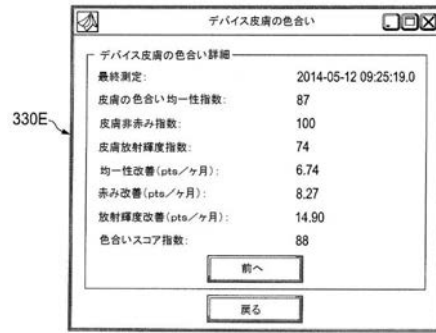 デバイス皮膚の色合い
デバイス皮膚の色合い詳細
最終測定: 2014-05-12 09:25:19.0
皮膚の色合い均一性指数: 87
皮膚非赤み指数: 100
皮膚放射輝度指数: 74
均一性改善(pts/ヶ月): 6.74
赤み改善(pts/ヶ月): 8.27
放射輝度改善(pts/ヶ月): 14.90
色合いスコア指数: 88
前へ
戻る
330E